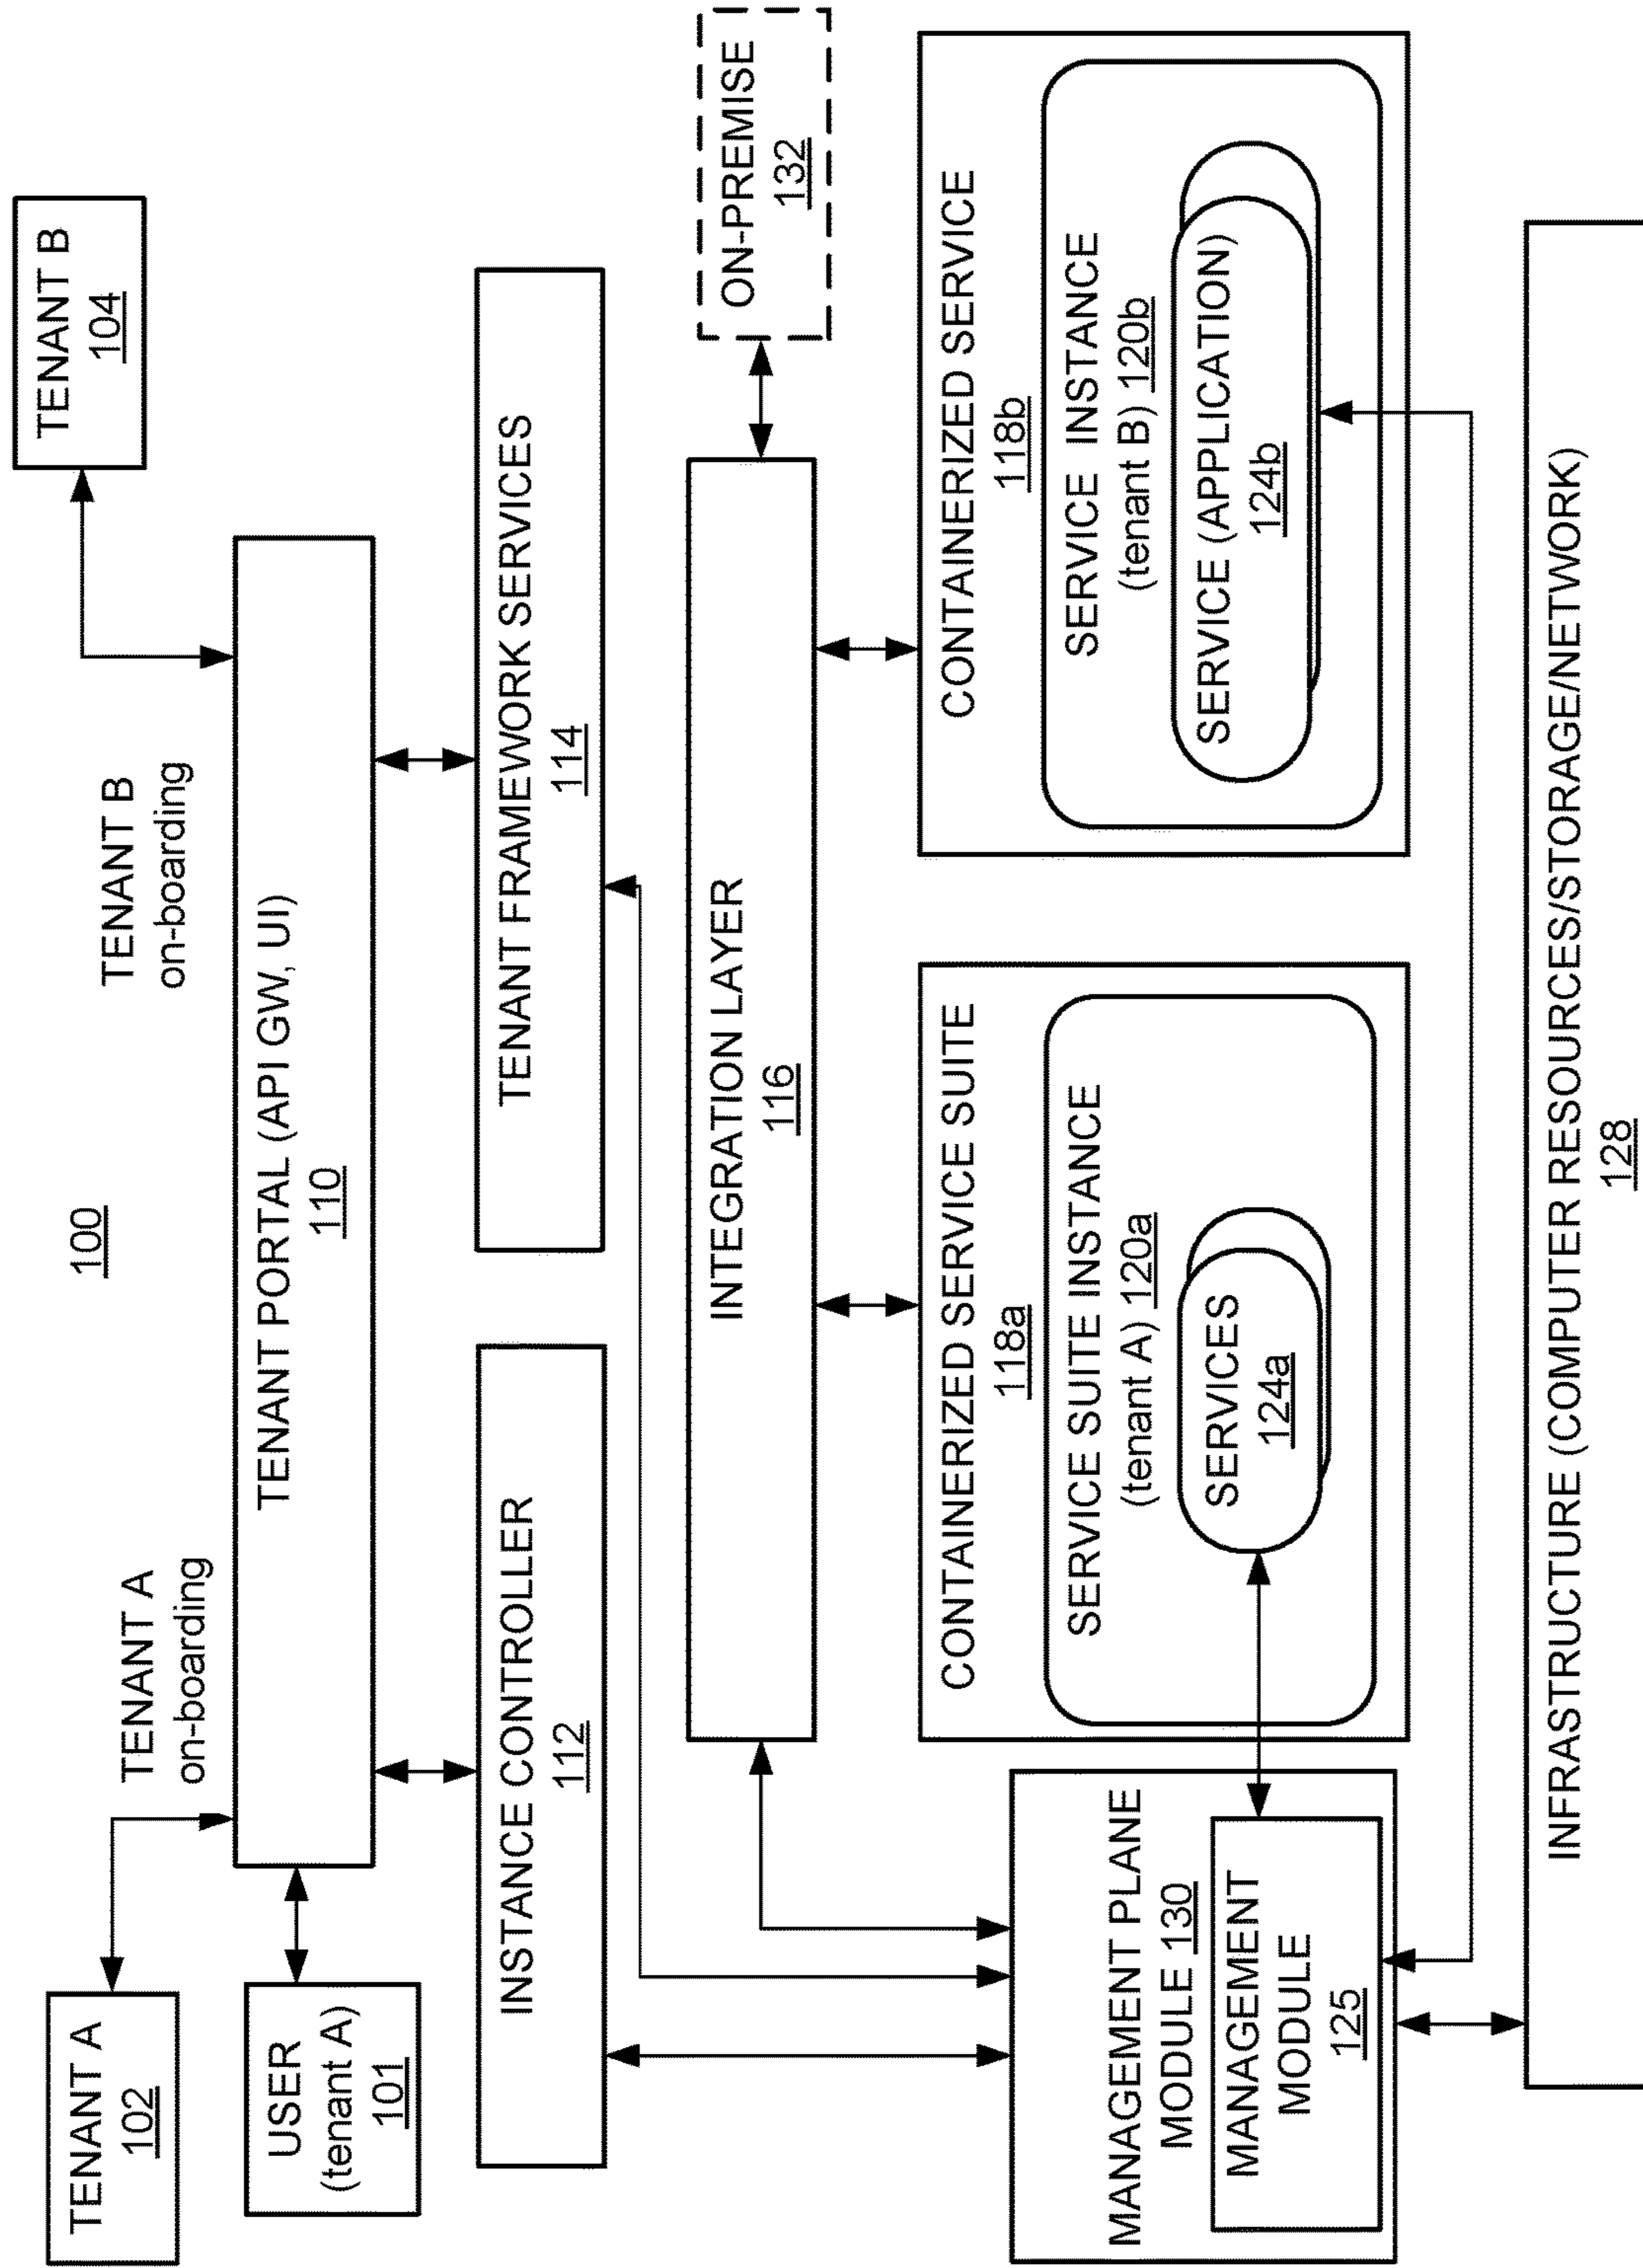 100
TENANT A
102
TENANT A
on-boarding
TENANT B
on-boarding
TENANT B
104
USER
(tenant A)
101
TENANT PORTAL (API GW, UI)
110
INSTANCE CONTROLLER
112
TENANT FRAMEWORK SERVICES
114
INTEGRATION LAYER
116
ON-PREMISE
132
MANAGEMENT PLANE
MODULE 130
MANAGEMENT
MODULE
125
CONTAINERIZED SERVICE SUITE
118a
SERVICE SUITE INSTANCE
(tenant A) 120a
SERVICES
124a
CONTAINERIZED SERVICE
118b
SERVICE INSTANCE
(tenant B) 120b
SERVICE (APPLICATION)
124b
INFRASTRUCTURE (COMPUTER RESOURCES/STORAGE/NETWORK)
128